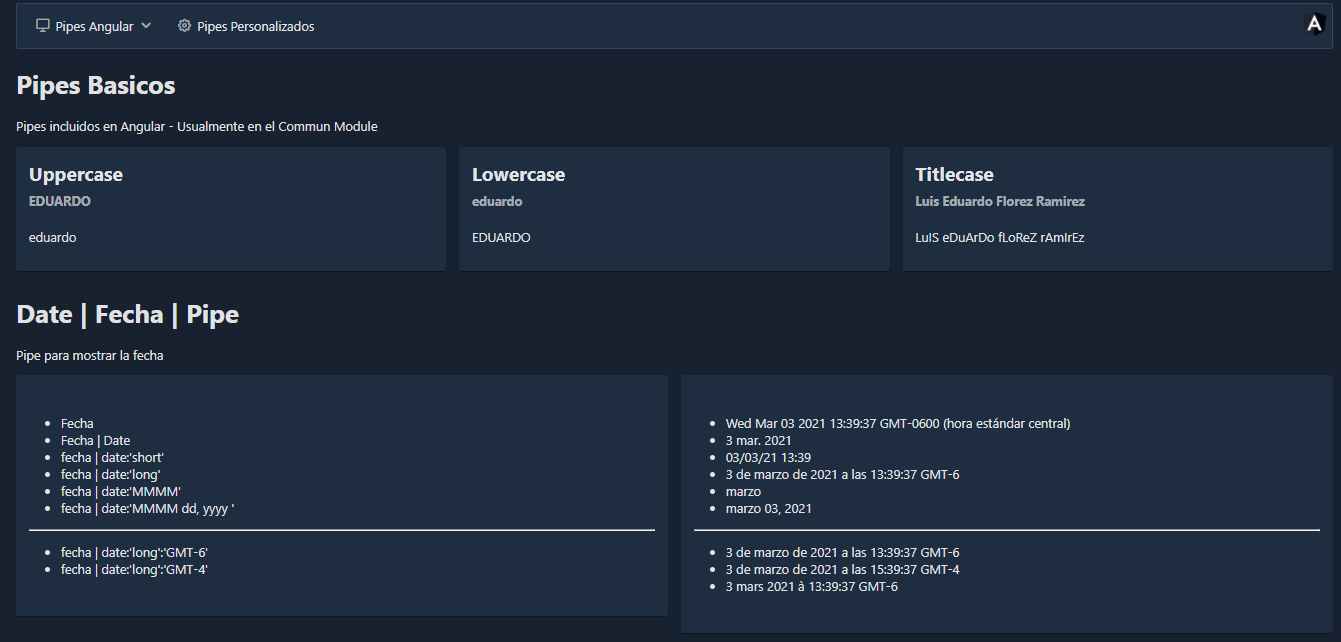 Pipes Angular Pipes Personalizados A
Pipes Basicos
Pipes incluidos en Angular - Usualmente en el Commun Module
Uppercase
EDUARDO
eduardo
Lowercase
eduardo
EDUARDO
Titlecase
Luis Eduardo Florez Ramirez
LuIS eDuArDo fLoReZ rAmIrEz
Date | Fecha | Pipe
Pipe para mostrar la fecha
Fecha
Fecha | Date
fecha | date:'short'
fecha | date:'long'
fecha | date:'MMMM'
fecha | date:'MMMM dd, yyyy '
fecha | date:'long':'GMT-6'
fecha | date:'long':'GMT-4'
Wed Mar 03 2021 13:39:37 GMT-0600 (hora estándar central)
3 mar. 2021
03/03/21 13:39
3 de marzo de 2021 a las 13:39:37 GMT-6
marzo
marzo 03, 2021
3 de marzo de 2021 a las 13:39:37 GMT-6
3 de marzo de 2021 a las 15:39:37 GMT-4
3 mars 2021 à 13:39:37 GMT-6